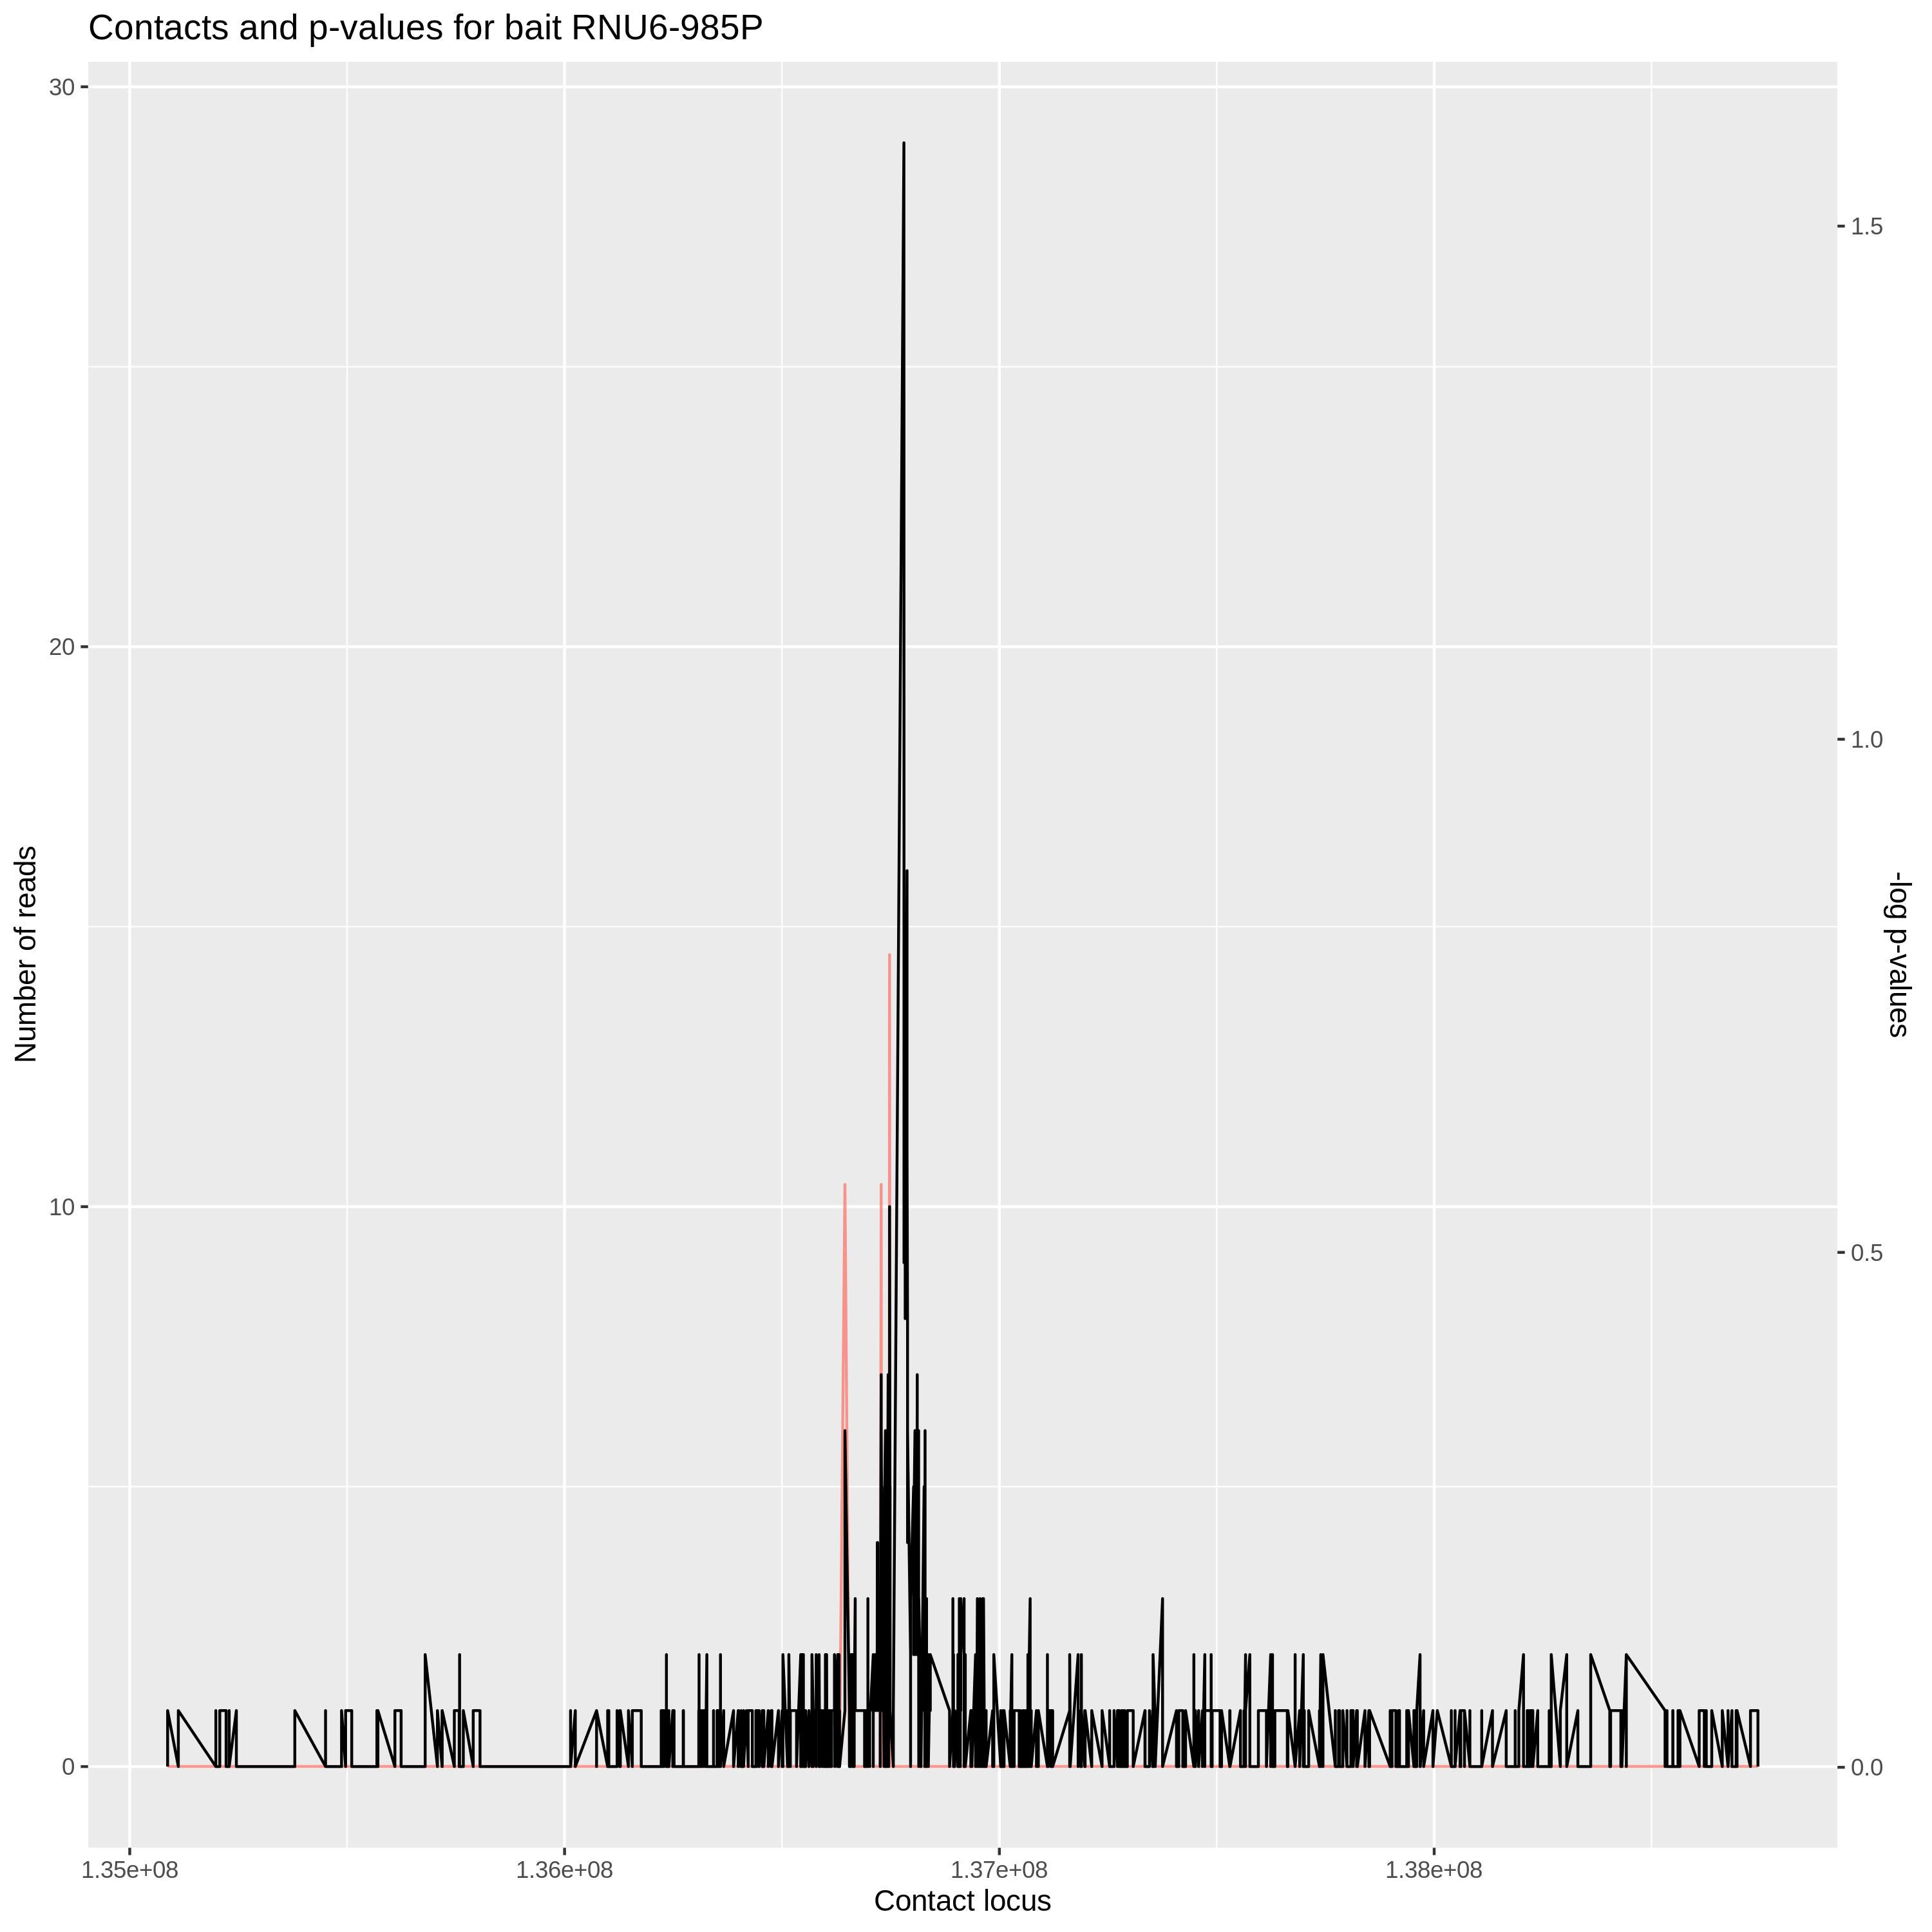 Contacts and p-values for bait RNU6-985P
30
20
10
0
Number of reads
1.5
1.0
0.5
0.0
-log p-values
1.35e+08
1.36e+08
1.37e+08
1.38e+08
Contact locus